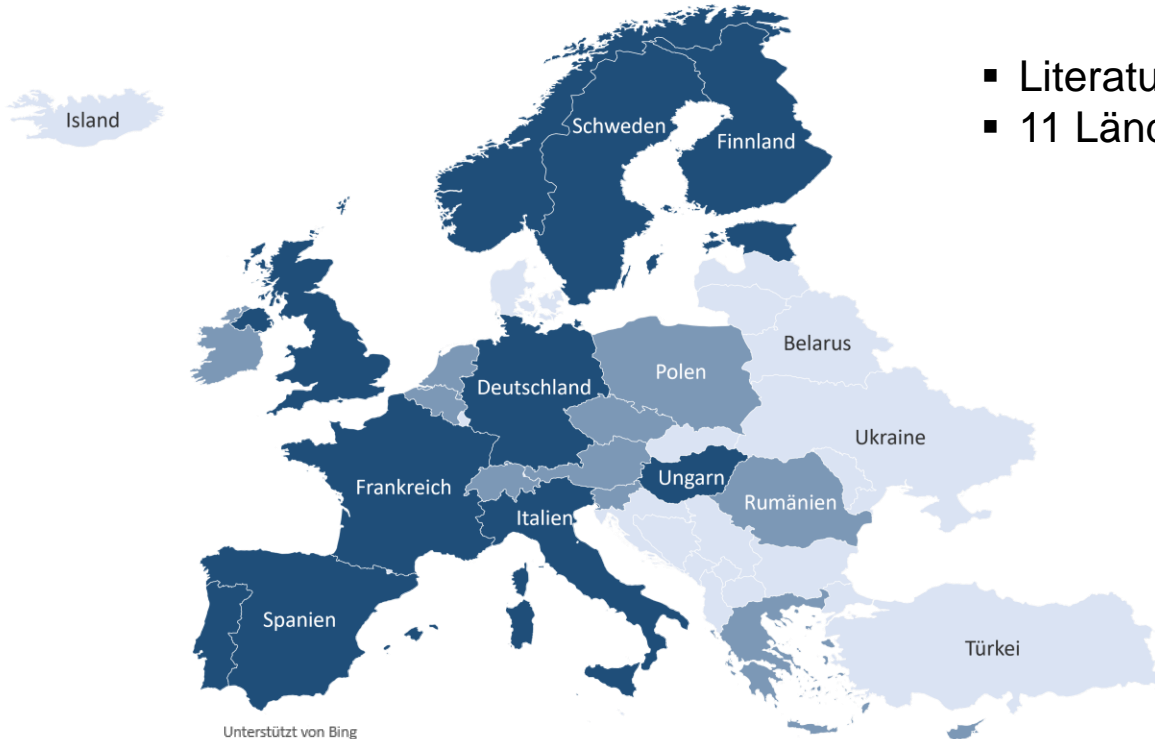 ▪ Literatu
▪ 11 Länd
Island
Schweden
Finnland
Belarus
Polen
Deutschland
Ukraine
Ungarn
Frankreich
Rumänien
Italien
Spanien
Türkei
Unterstützt von Bing